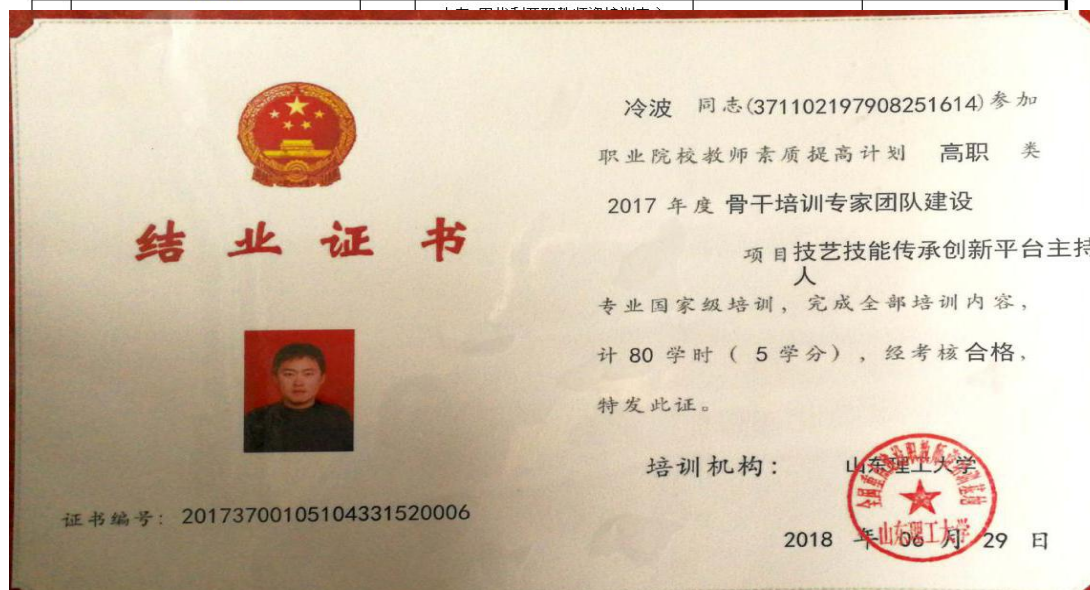 结业证书
证书编号：20173700105104331520006
冷波 同志(371102197908251614)参加
职业院校教师素质提高计划 高职 类
2017 年度 骨干培训专家团队建设
项目 技艺技能传承创新平台主持
人
专业国家级培训，完成全部培训内容，
计 80 学时（ 5 学分），经考核 合格，
特发此证。
培训机构： 山东理工大学
山东理工大学
2018 年 06 月 29 日